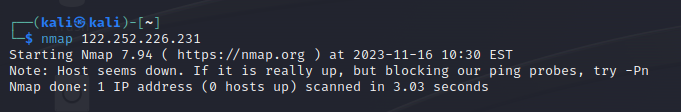 ┌──(kali㉿kali)-[~]
└─$ nmap 122.252.226.231
Starting Nmap 7.94 ( https://nmap.org ) at 2023-11-16 10:30 EST
Note: Host seems down. If it is really up, but blocking our ping probes, try -Pn
Nmap done: 1 IP address (0 hosts up) scanned in 3.03 seconds